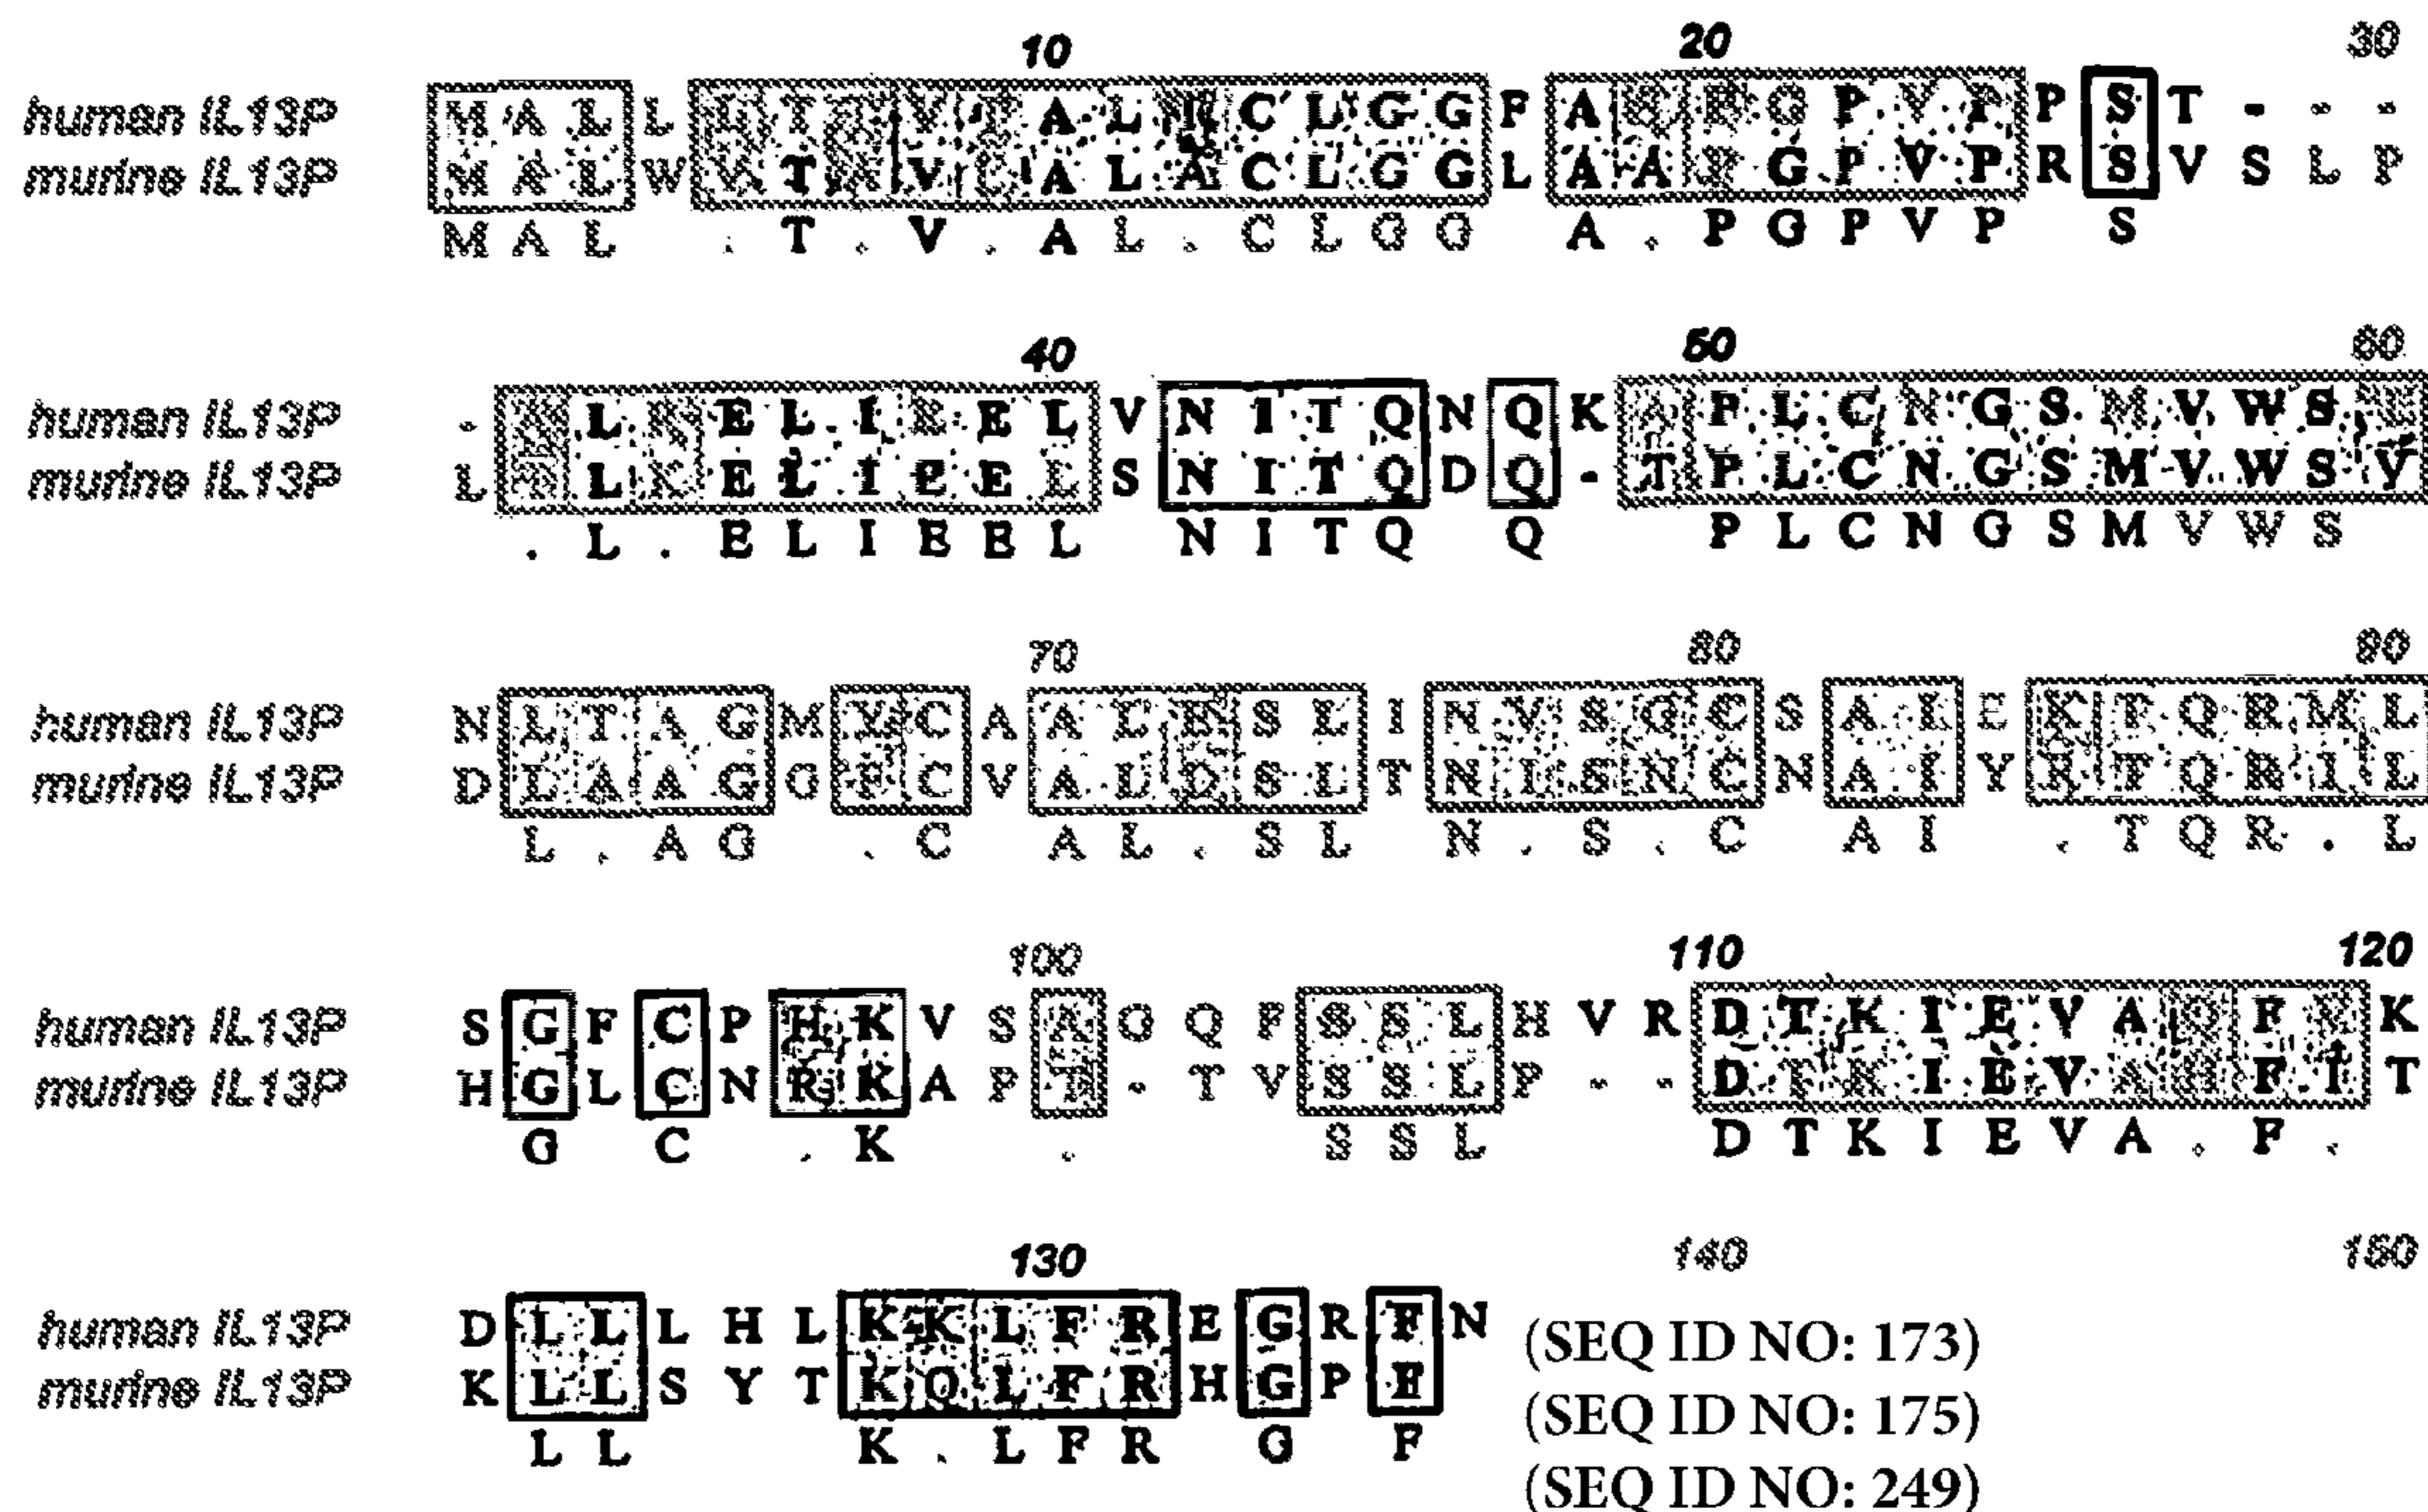 10 20 30
human IL13P M A L L T V A L C L G G F A P G P V P P S T - - -
murine IL13P M A L W V T V L A L A C L G G L A A P G P V P R S V S L P
M A L . T . V . A L . C L G G A . P G P V P S
40 50 60
human IL13P - L R E L I E E L V N I T Q N Q K A P L C N G S M V W S
murine IL13P L L K E L I E E L S N I T Q D Q - T P L C N G S M V W S V
. L . E L I E E L N I T Q Q P L C N G S M V W S
70 80 90
human IL13P N L T A G M Y C A A L E S L I N V S G C S A I E K T Q R M L
murine IL13P D L A A G G F C V A L D S L T N I S N C N A I Y R T Q R I L
L . A G . C A L . S L N . S . C A I . T Q R . L
100 110 120
human IL13P S G F C P H K V S A G Q F S S L H V R D T K I E V A Q F V K
murine IL13P H G L C N R K A P T - T V S S L P - - D T K I E V A H F I T
G C . K . S S L D T K I E V A . F .
130 140 150
human IL13P D L L L H L K K L F R E G R F N (SEQ ID NO: 173)
murine IL13P K L L S Y T K Q L F R H G P F (SEQ ID NO: 175)
L L K . L F R G F (SEQ ID NO: 249)